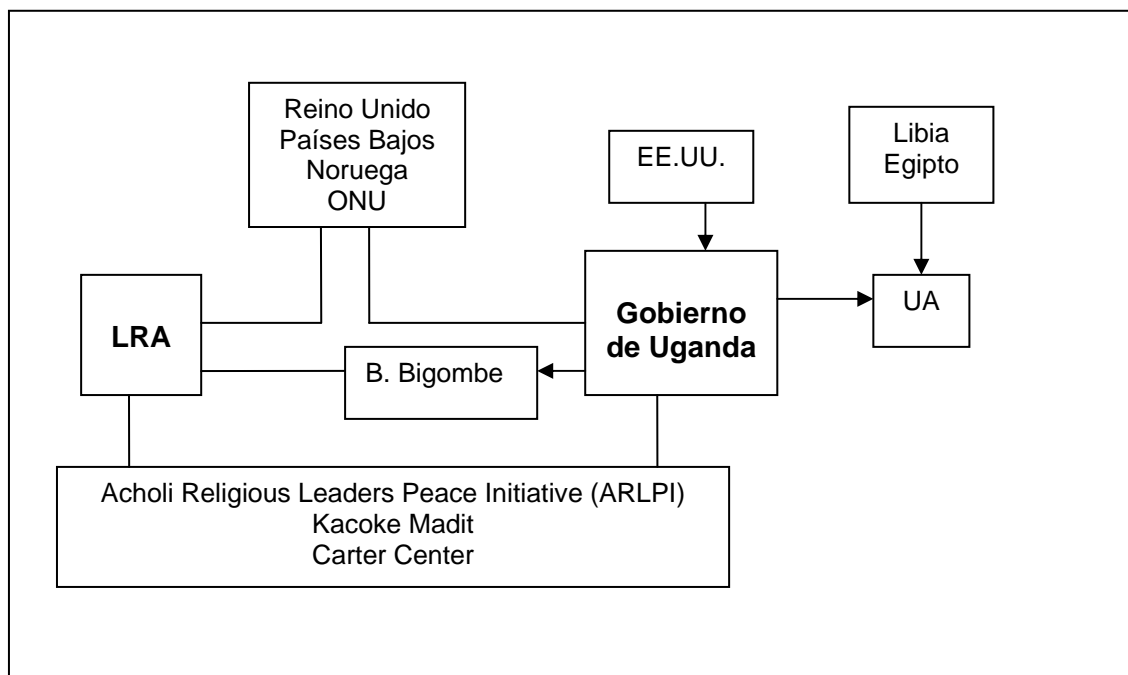 Reino Unido
Países Bajos
Noruega
ONU
EE.UU.
Libia
Egipto
LRA
Gobierno
de Uganda
UA
B. Bigombe
Acholi Religious Leaders Peace Initiative (ARLPI)
Kacoke Madit
Carter Center